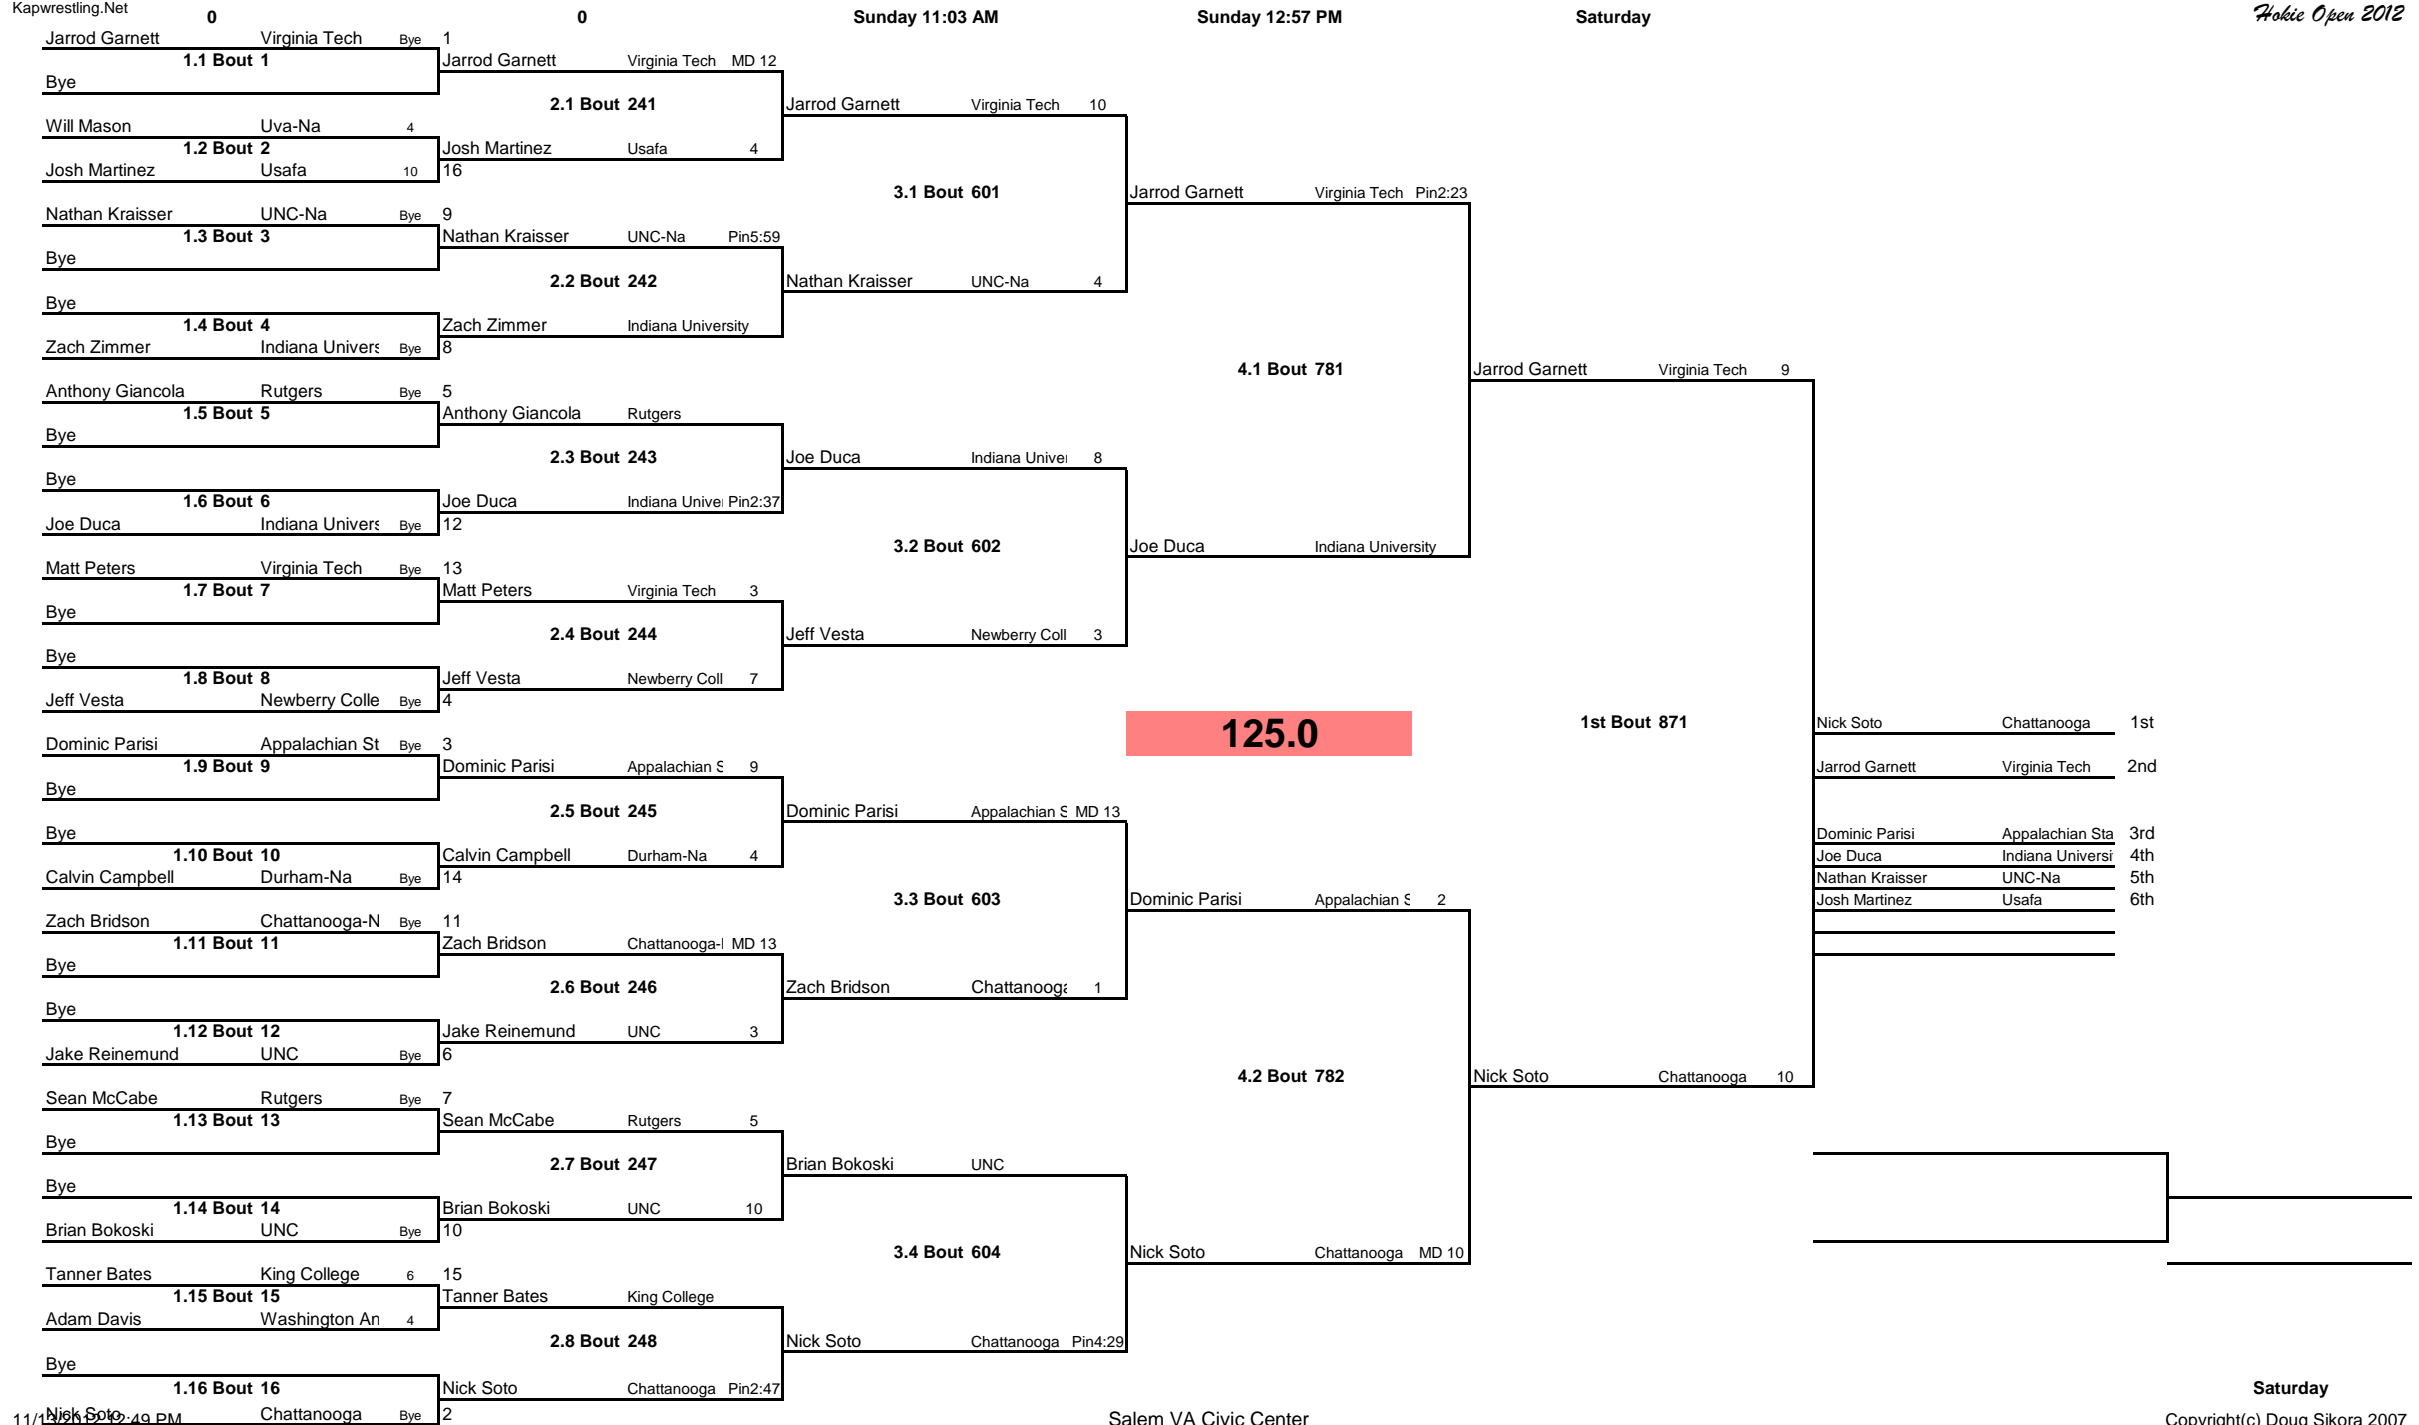 Kapwrestling.Net
0 0 Sunday 11:03 AM Sunday 12:57 PM Saturday Hokie Open 2012
Jarrod Garnett Virginia Tech Bye 1
1.1 Bout 1 Jarrod Garnett Virginia Tech MD 12
Bye
2.1 Bout 241 Jarrod Garnett Virginia Tech 10
Will Mason Uva-Na 4
1.2 Bout 2 Josh Martinez Usafa 4
Josh Martinez Usafa 10 16
3.1 Bout 601 Jarrod Garnett Virginia Tech Pin2:23
Nathan Kraisser UNC-Na Bye 9
1.3 Bout 3 Nathan Kraisser UNC-Na Pin5:59
Bye
2.2 Bout 242 Nathan Kraisser UNC-Na 4
Bye
1.4 Bout 4 Zach Zimmer Indiana University
Zach Zimmer Indiana Univers Bye 8
4.1 Bout 781 Jarrod Garnett Virginia Tech 9
Anthony Giancola Rutgers Bye 5
1.5 Bout 5 Anthony Giancola Rutgers
Bye
2.3 Bout 243 Joe Duca Indiana Univer 8
Bye
1.6 Bout 6 Joe Duca Indiana Univer Pin2:37
Joe Duca Indiana Univers Bye 12
3.2 Bout 602 Joe Duca Indiana University
Matt Peters Virginia Tech Bye 13
1.7 Bout 7 Matt Peters Virginia Tech 3
Bye
2.4 Bout 244 Jeff Vesta Newberry Coll 3
Bye
1.8 Bout 8 Jeff Vesta Newberry Coll 7
Jeff Vesta Newberry Colle Bye 4
125.0 1st Bout 871 Nick Soto Chattanooga 1st
Dominic Parisi Appalachian St Bye 3
1.9 Bout 9 Dominic Parisi Appalachian S 9 Jarrod Garnett Virginia Tech 2nd
Bye
2.5 Bout 245 Dominic Parisi Appalachian S MD 13
Bye Dominic Parisi Appalachian Sta 3rd
1.10 Bout 10 Calvin Campbell Durham-Na 4 Joe Duca Indiana Universi 4th
Calvin Campbell Durham-Na Bye 14 Nathan Kraisser UNC-Na 5th
3.3 Bout 603 Dominic Parisi Appalachian S 2 Josh Martinez Usafa 6th
Zach Bridson Chattanooga-N Bye 11
1.11 Bout 11 Zach Bridson Chattanooga- MD 13
Bye
2.6 Bout 246 Zach Bridson Chattanooga 1
Bye
1.12 Bout 12 Jake Reinemund UNC 3
Jake Reinemund UNC Bye 6
4.2 Bout 782 Nick Soto Chattanooga 10
Sean McCabe Rutgers Bye 7
1.13 Bout 13 Sean McCabe Rutgers 5
Bye
2.7 Bout 247 Brian Bokoski UNC
Bye
1.14 Bout 14 Brian Bokoski UNC 10
Brian Bokoski UNC Bye 10
3.4 Bout 604 Nick Soto Chattanooga MD 10
Tanner Bates King College 6 15
1.15 Bout 15 Tanner Bates King College
Adam Davis Washington An 4
2.8 Bout 248 Nick Soto Chattanooga Pin4:29
Bye
1.16 Bout 16 Nick Soto Chattanooga Pin2:47 Saturday
Nick Soto Chattanooga Bye 2
11/13/2012 12:49 PM Salem VA Civic Center Copyright(c) Doug Sikora 2007